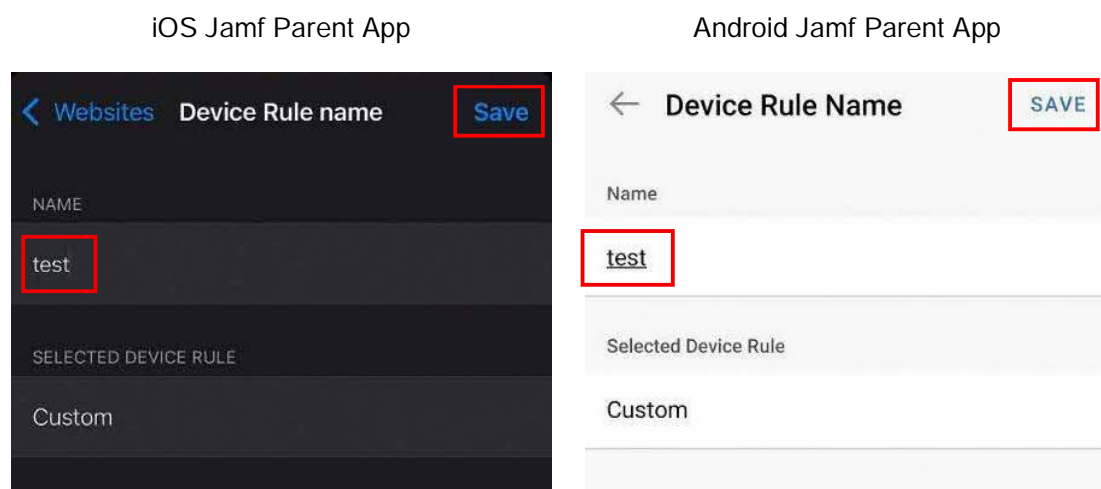 iOS Jamf Parent App
Websites Device Rule name Save
NAME
test
SELECTED DEVICE RULE
Custom
Android Jamf Parent App
Device Rule Name SAVE
Name
test
Selected Device Rule
Custom